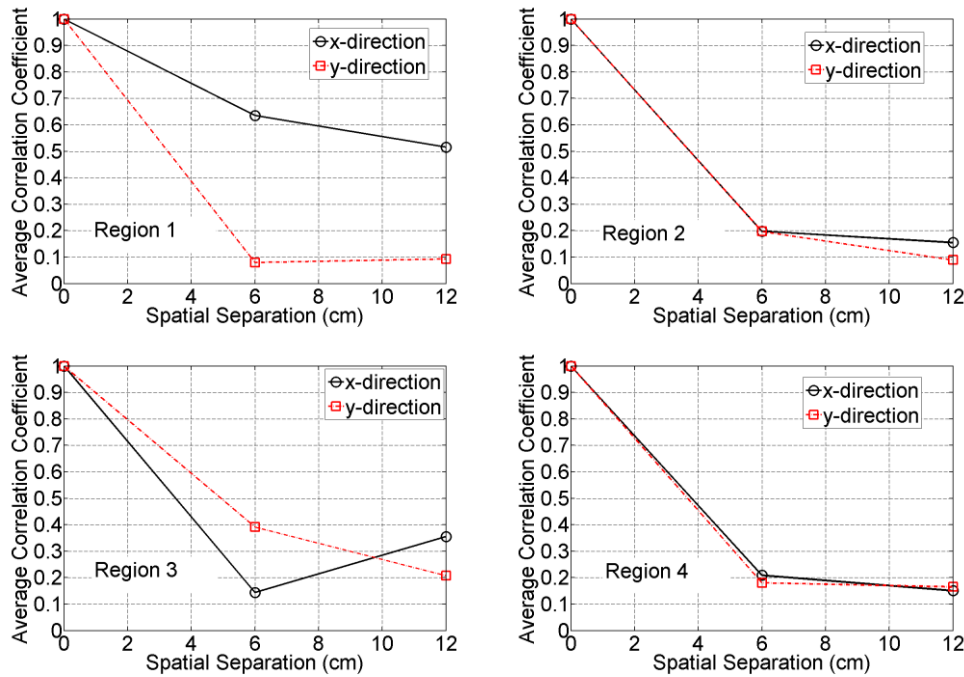 Average Correlation Coefficient
1
0.9
0.8
0.7
0.6
0.5
0.4
0.3
0.2
0.1
0
x-direction
y-direction
Region 1
0 2 4 6 8 10 12
Spatial Separation (cm)
Average Correlation Coefficient
1
0.9
0.8
0.7
0.6
0.5
0.4
0.3
0.2
0.1
0
x-direction
y-direction
Region 2
0 2 4 6 8 10 12
Spatial Separation (cm)
Average Correlation Coefficient
1
0.9
0.8
0.7
0.6
0.5
0.4
0.3
0.2
0.1
0
x-direction
y-direction
Region 3
0 2 4 6 8 10 12
Spatial Separation (cm)
Average Correlation Coefficient
1
0.9
0.8
0.7
0.6
0.5
0.4
0.3
0.2
0.1
0
x-direction
y-direction
Region 4
0 2 4 6 8 10 12
Spatial Separation (cm)